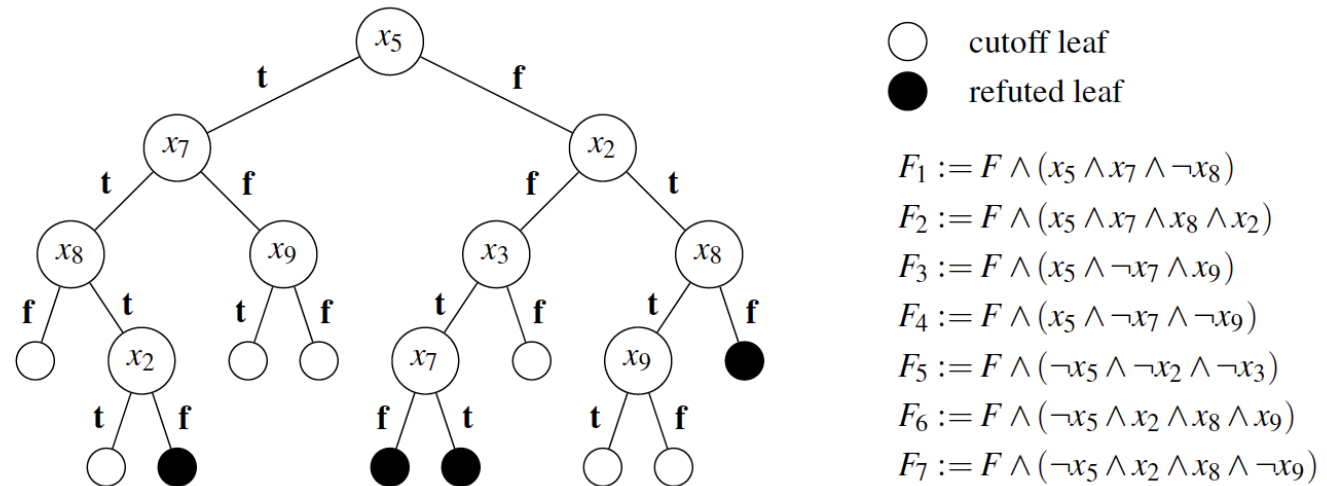 x₅
t f
x₇ x₂
t f f t
x₈ x₉ x₃ x₈
f t t f t f t f
x₂ x₇ x₉
t f f t t f
cutoff leaf
refuted leaf
F₁ := F ∧ (x₅ ∧ x₇ ∧ ¬x₈)
F₂ := F ∧ (x₅ ∧ x₇ ∧ x₈ ∧ x₂)
F₃ := F ∧ (x₅ ∧ ¬x₇ ∧ x₉)
F₄ := F ∧ (x₅ ∧ ¬x₇ ∧ ¬x₉)
F₅ := F ∧ (¬x₅ ∧ ¬x₂ ∧ ¬x₃)
F₆ := F ∧ (¬x₅ ∧ x₂ ∧ x₈ ∧ x₉)
F₇ := F ∧ (¬x₅ ∧ x₂ ∧ x₈ ∧ ¬x₉)